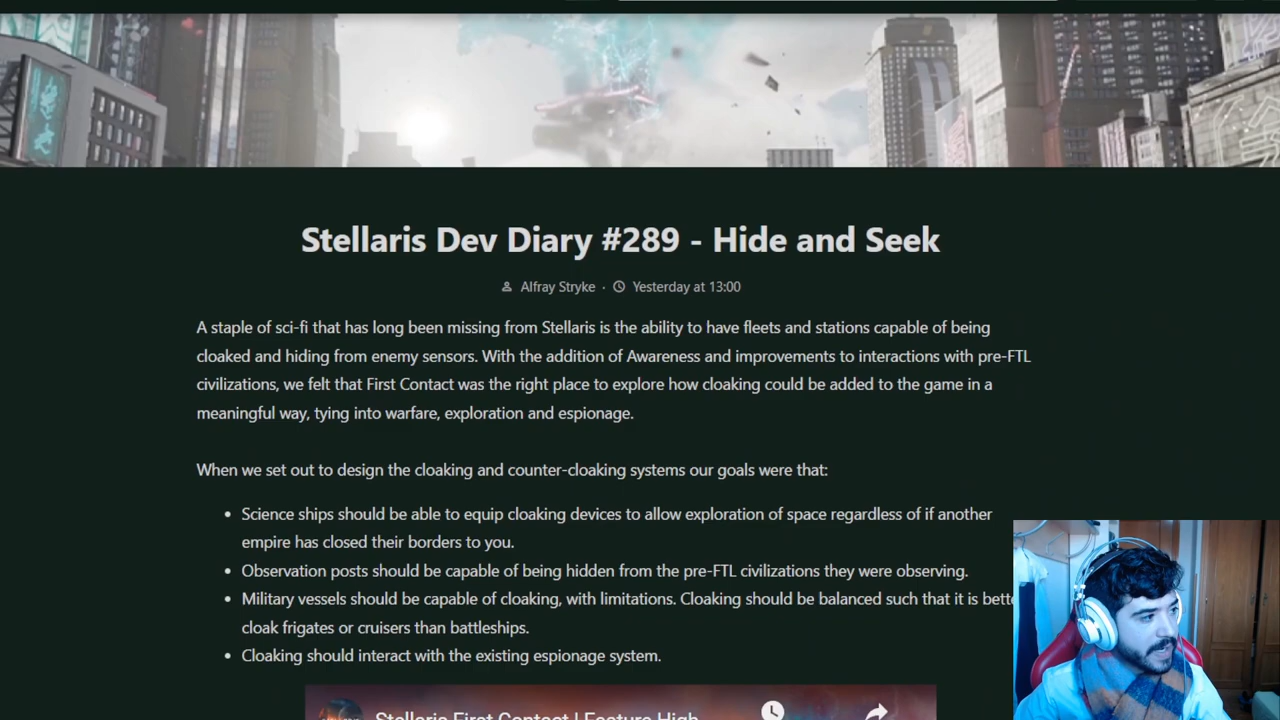 Stellaris Dev Diary #289 - Hide and Seek
Alfray Stryke · Yesterday at 13:00
A staple of sci-fi that has long been missing from Stellaris is the ability to have fleets and stations capable of being
cloaked and hiding from enemy sensors. With the addition of Awareness and improvements to interactions with pre-FTL
civilizations, we felt that First Contact was the right place to explore how cloaking could be added to the game in a
meaningful way, tying into warfare, exploration and espionage.
When we set out to design the cloaking and counter-cloaking systems our goals were that:
• Science ships should be able to equip cloaking devices to allow exploration of space regardless of if another
empire has closed their borders to you.
• Observation posts should be capable of being hidden from the pre-FTL civilizations they were observing.
• Military vessels should be capable of cloaking, with limitations. Cloaking should be balanced such that it is bette
cloak frigates or cruisers than battleships.
• Cloaking should interact with the existing espionage system.
Stellaris First Contact | Feature High